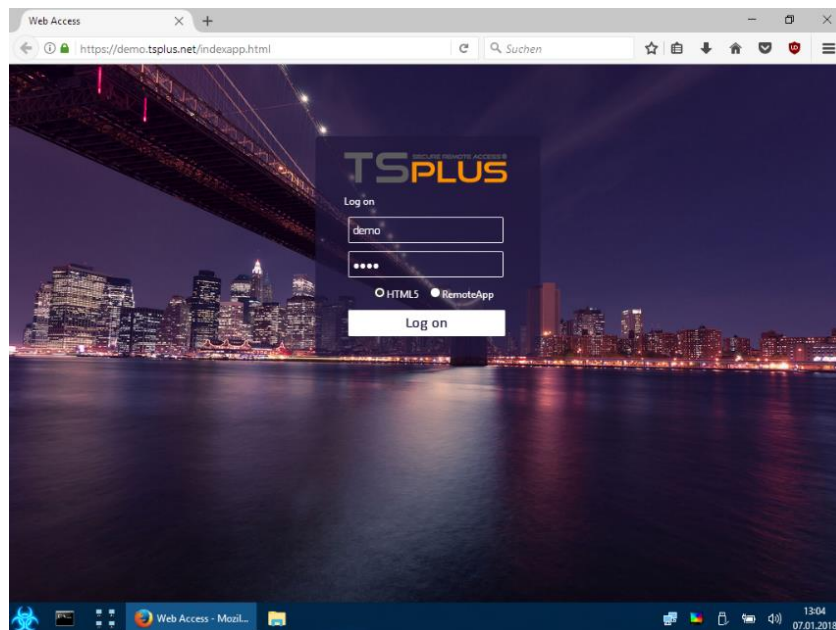 Web Access
https://demo.tsplus.net/indexapp.html
Suchen
SECURE REMOTE ACCESS
TSPLUS
Log on
demo
HTML5 RemoteApp
Log on
Web Access - Mozil...
13:04
07.01.2018